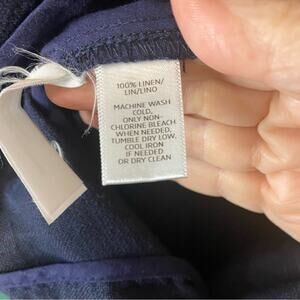 100% LINEN/
LIN/LINO
MACHINE WASH
COLD,
ONLY NON-
CHLORINE BLEACH
WHEN NEEDED,
TUMBLE DRY LOW,
COOL IRON
IF NEEDED
OR DRY CLEAN